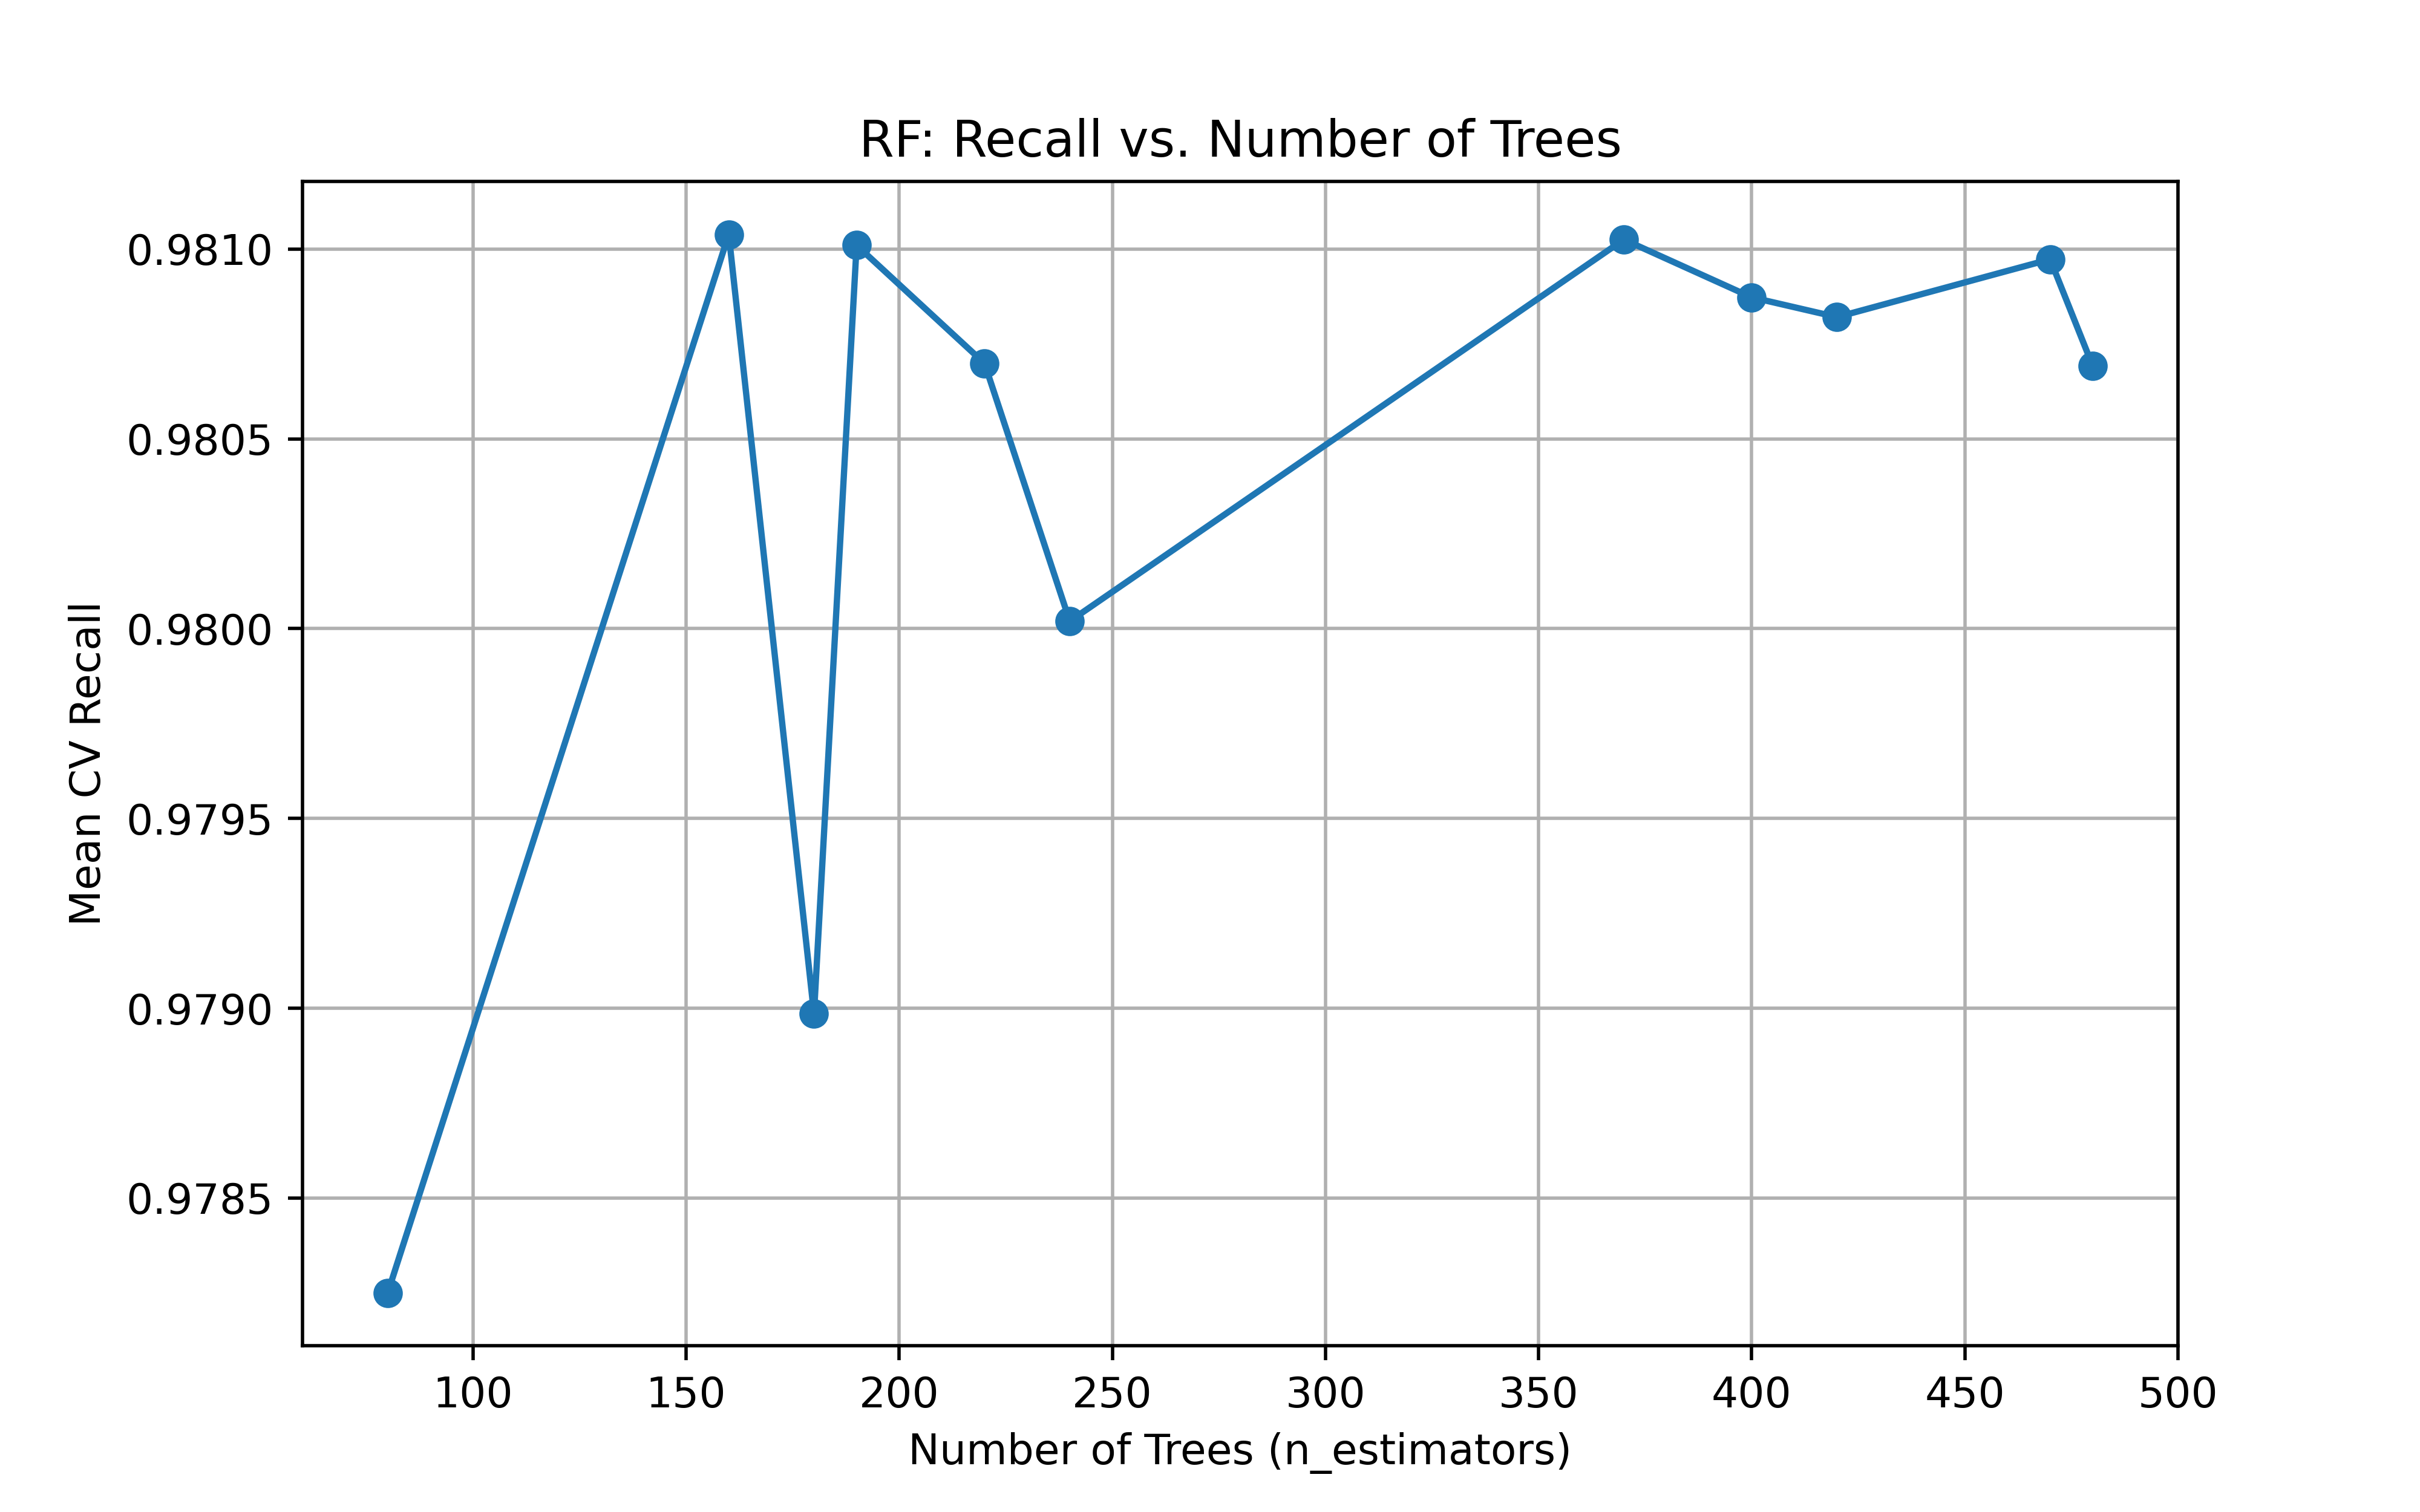 RF: Recall vs. Number of Trees
Mean CV Recall
0.9810
0.9805
0.9800
0.9795
0.9790
0.9785
100 150 200 250 300 350 400 450 500
Number of Trees (n_estimators)